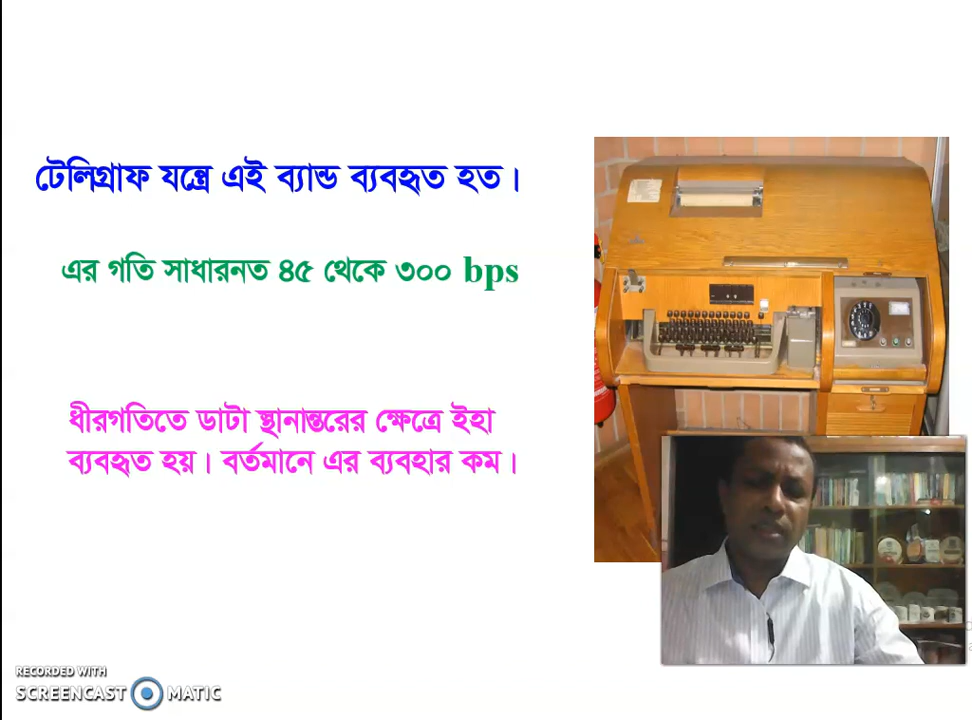 টেলিগ্রাফ যন্ত্রে এই ব্যান্ড ব্যবহৃত হত।
এর গতি সাধারনত ৪৫ থেকে ৩০০ bps
ধীরগতিতে ডাটা স্থানান্তরের ক্ষেত্রে ইহা
ব্যবহৃত হয়। বর্তমানে এর ব্যবহার কম।
RECORDED WITH
SCREENCAST MATIC